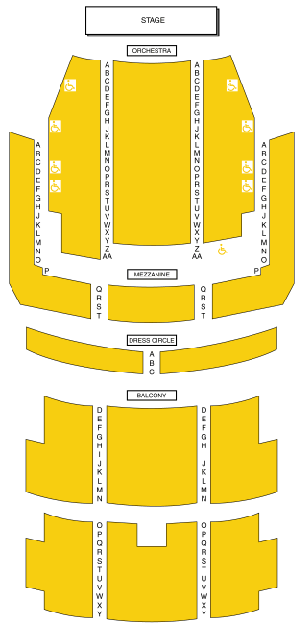 STAGE
ORCHESTRA
A A
B B
C C
D D
E E
F F
G G
H H
J J
K K
L L
M M
N N
O O
P P
R R
S S
T T
U U
V V
W W
X X
Y Y
Z Z
AA AA
A A
B B
C C
D D
E E
F F
G G
H H
J J
K K
L L
M M
N N
O O
P P
MEZZANINE
Q Q
R R
S S
T T
DRESS CIRCLE
A
B
C
BALCONY
D D
E E
F F
G G
H H
I
J J
K K
L L
M M
N N
O O
P P
Q Q
R R
S S
T T
U U
V V
W W
X X
Y